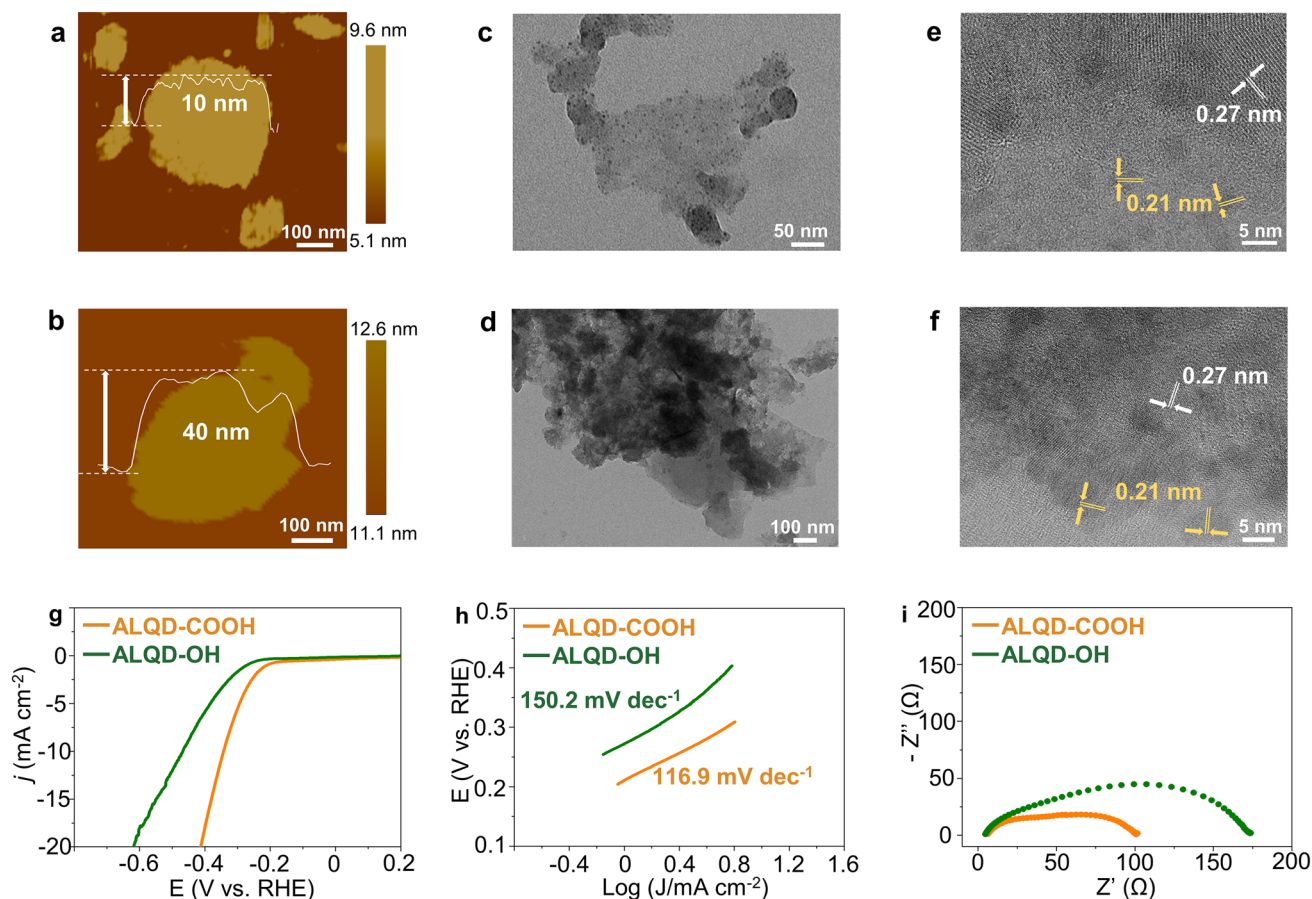 a
9.6 nm
10 nm
100 nm
5.1 nm
c
50 nm
e
0.27 nm
0.21 nm
5 nm
b
12.6 nm
40 nm
100 nm
11.1 nm
d
100 nm
f
0.27 nm
0.21 nm
5 nm
g
ALQD-COOH
ALQD-OH
0
-5
-10
-15
-20
j (mA cm⁻²)
-0.6 -0.4 -0.2 0 0.2
E (V vs. RHE)
h
ALQD-COOH
ALQD-OH
150.2 mV dec⁻¹
116.9 mV dec⁻¹
0.5
0.4
0.3
0.2
0.1
E (V vs. RHE)
-0.4 0 0.4 0.8 1.2 1.6
Log (J/mA cm⁻²)
i
ALQD-COOH
ALQD-OH
200
150
100
50
0
- Z'' (Ω)
0 50 100 150 200
Z' (Ω)